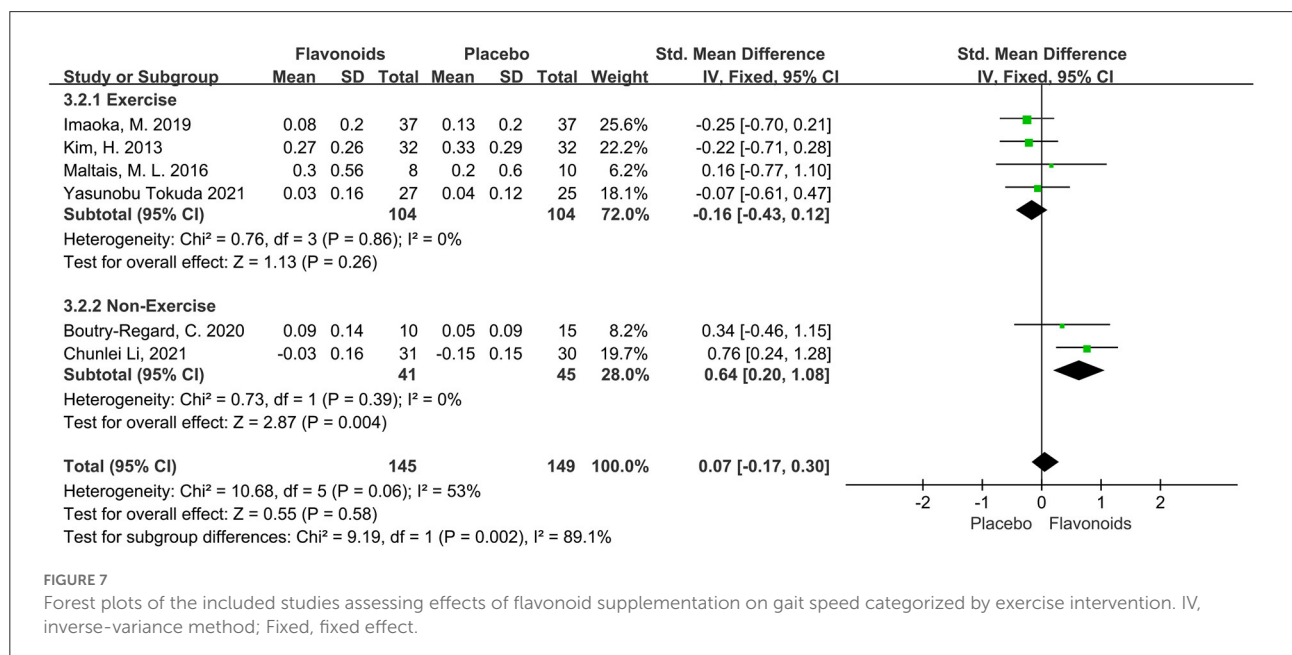 Flavonoids Placebo Std. Mean Difference Std. Mean Difference
Study or Subgroup Mean SD Total Mean SD Total Weight IV, Fixed, 95% CI IV, Fixed, 95% CI
3.2.1 Exercise
Imaoka, M. 2019 0.08 0.2 37 0.13 0.2 37 25.6% -0.25 [-0.70, 0.21]
Kim, H. 2013 0.27 0.26 32 0.33 0.29 32 22.2% -0.22 [-0.71, 0.28]
Maltais, M. L. 2016 0.3 0.56 8 0.2 0.6 10 6.2% 0.16 [-0.77, 1.10]
Yasunobu Tokuda 2021 0.03 0.16 27 0.04 0.12 25 18.1% -0.07 [-0.61, 0.47]
Subtotal (95% CI) 104 104 72.0% -0.16 [-0.43, 0.12]
Heterogeneity: Chi² = 0.76, df = 3 (P = 0.86); I² = 0%
Test for overall effect: Z = 1.13 (P = 0.26)
3.2.2 Non-Exercise
Boutry-Regard, C. 2020 0.09 0.14 10 0.05 0.09 15 8.2% 0.34 [-0.46, 1.15]
Chunlei Li, 2021 -0.03 0.16 31 -0.15 0.15 30 19.7% 0.76 [0.24, 1.28]
Subtotal (95% CI) 41 45 28.0% 0.64 [0.20, 1.08]
Heterogeneity: Chi² = 0.73, df = 1 (P = 0.39); I² = 0%
Test for overall effect: Z = 2.87 (P = 0.004)
Total (95% CI) 145 149 100.0% 0.07 [-0.17, 0.30]
Heterogeneity: Chi² = 10.68, df = 5 (P = 0.06); I² = 53%
Test for overall effect: Z = 0.55 (P = 0.58)
Test for subgroup differences: Chi² = 9.19, df = 1 (P = 0.002), I² = 89.1%
-2 -1 0 1 2
Placebo Flavonoids
FIGURE 7
Forest plots of the included studies assessing effects of flavonoid supplementation on gait speed categorized by exercise intervention. IV,
inverse-variance method; Fixed, fixed effect.